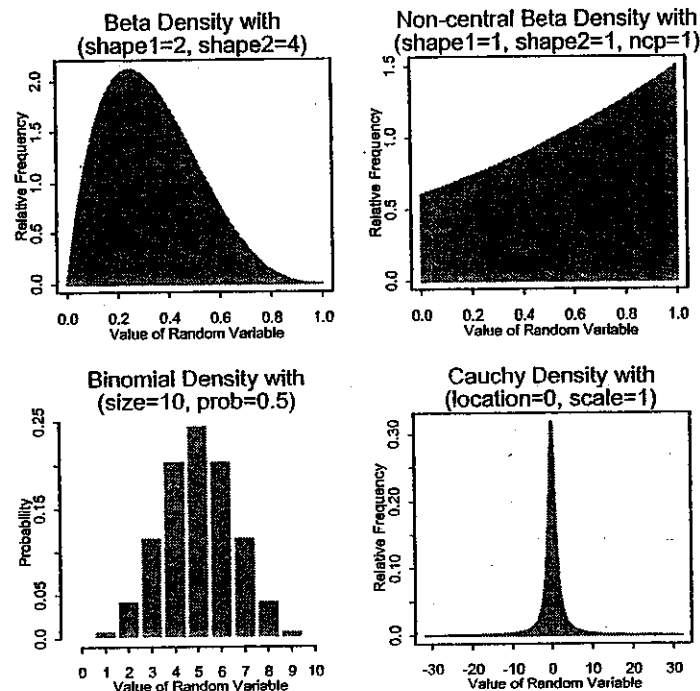 Beta Density with
(shape1=2, shape2=4)
Relative Frequency
2.0
1.5
1.0
0.5
0.0
0.0 0.2 0.4 0.6 0.8 1.0
Value of Random Variable
Non-central Beta Density with
(shape1=1, shape2=1, ncp=1)
Relative Frequency
1.5
1.0
0.5
0.0
0.0 0.2 0.4 0.6 0.8 1.0
Value of Random Variable
Binomial Density with
(size=10, prob=0.5)
Probability
0.25
0.15
0.05
0.0
0 1 2 3 4 5 6 7 8 9 10
Value of Random Variable
Cauchy Density with
(location=0, scale=1)
Relative Frequency
0.30
0.20
0.10
0.0
-30 -20 -10 0 10 20 30
Value of Random Variable